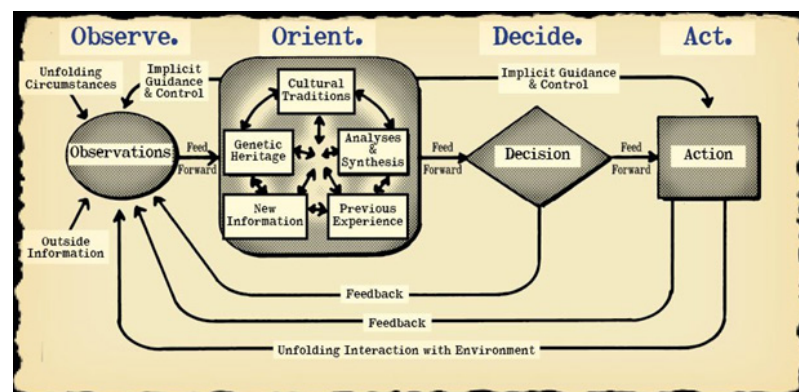 Observe.
Orient.
Decide.
Act.
Unfolding
Circumstances
Implicit Guidance
& Control
Cultural
Traditions
Implicit Guidance
& Control
Observations
Feed
Forward
Genetic
Heritage
Analyses &
Synthesis
New
Information
Previous
Experience
Feed
Forward
Decision
Feed
Forward
Action
Outside
Information
Feedback
Feedback
Unfolding Interaction with Environment